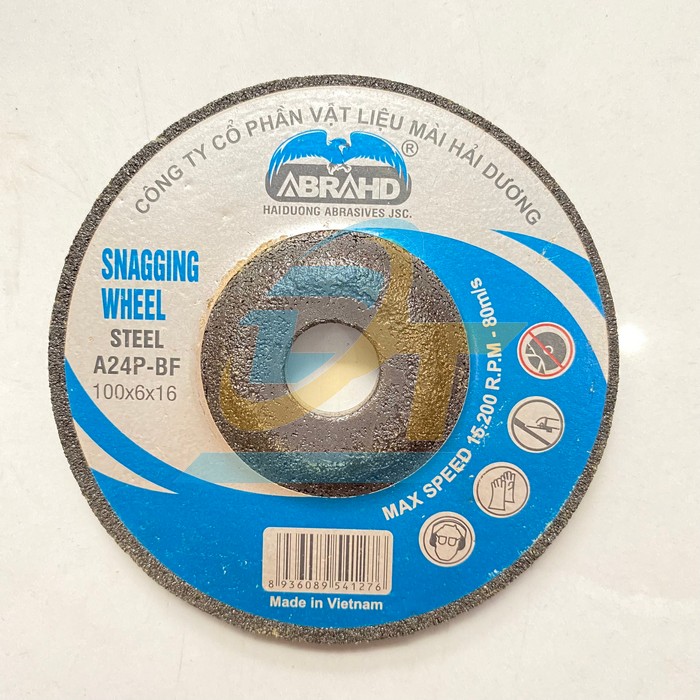 CÔNG TY CỔ PHẦN VẬT LIỆU MÀI HẢI DƯƠNG
ABRAHD®
HAIDUONG ABRASIVES JSC.
SNAGGING
WHEEL
STEEL
A24P-BF
100x6x16
MAX SPEED 15.200 R.P.M - 80m/s
8 936089 541276
Made in Vietnam